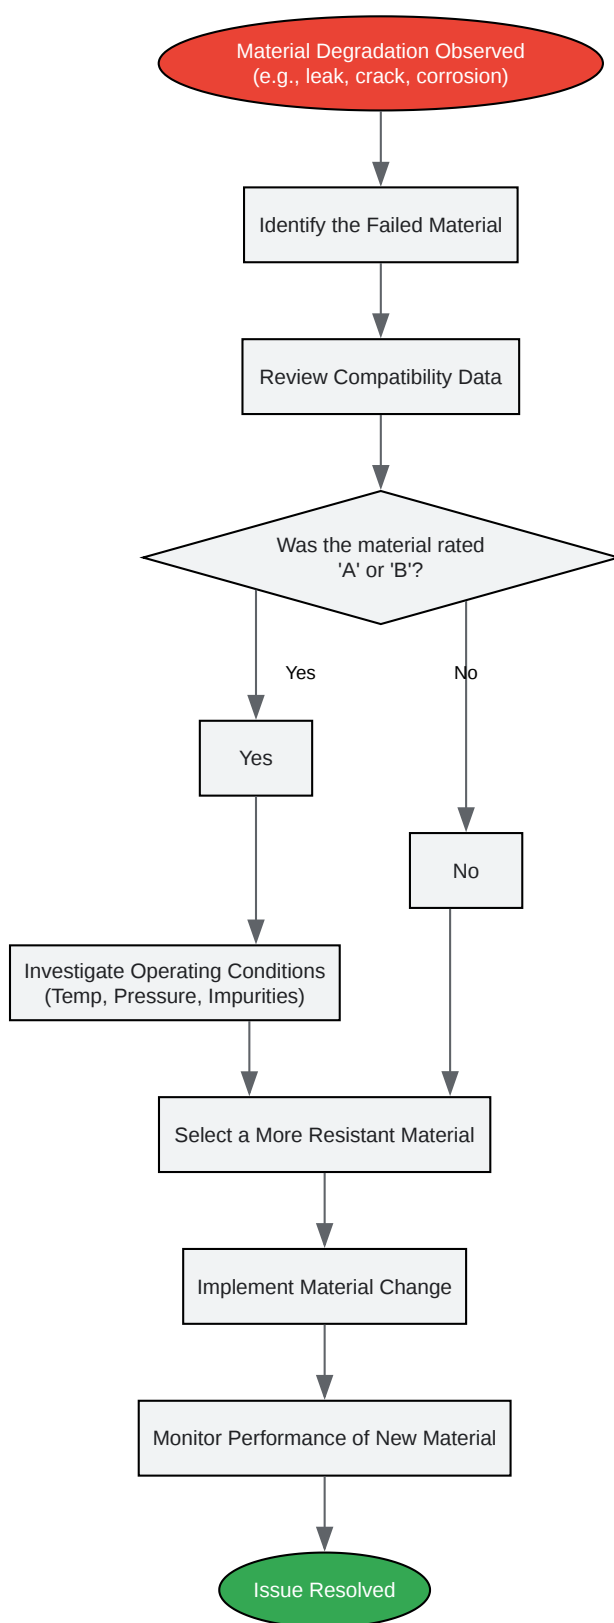 Material Degradation Observed
(e.g., leak, crack, corrosion)
Identify the Failed Material
Review Compatibility Data
Was the material rated
'A' or 'B'?
Yes
No
Yes
No
Investigate Operating Conditions
(Temp, Pressure, Impurities)
Select a More Resistant Material
Implement Material Change
Monitor Performance of New Material
Issue Resolved